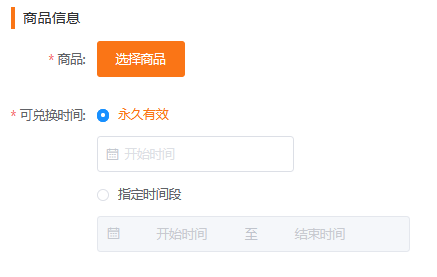 商品信息
* 商品: 选择商品
* 可兑换时间: 永久有效
开始时间
指定时间段
开始时间 至 结束时间